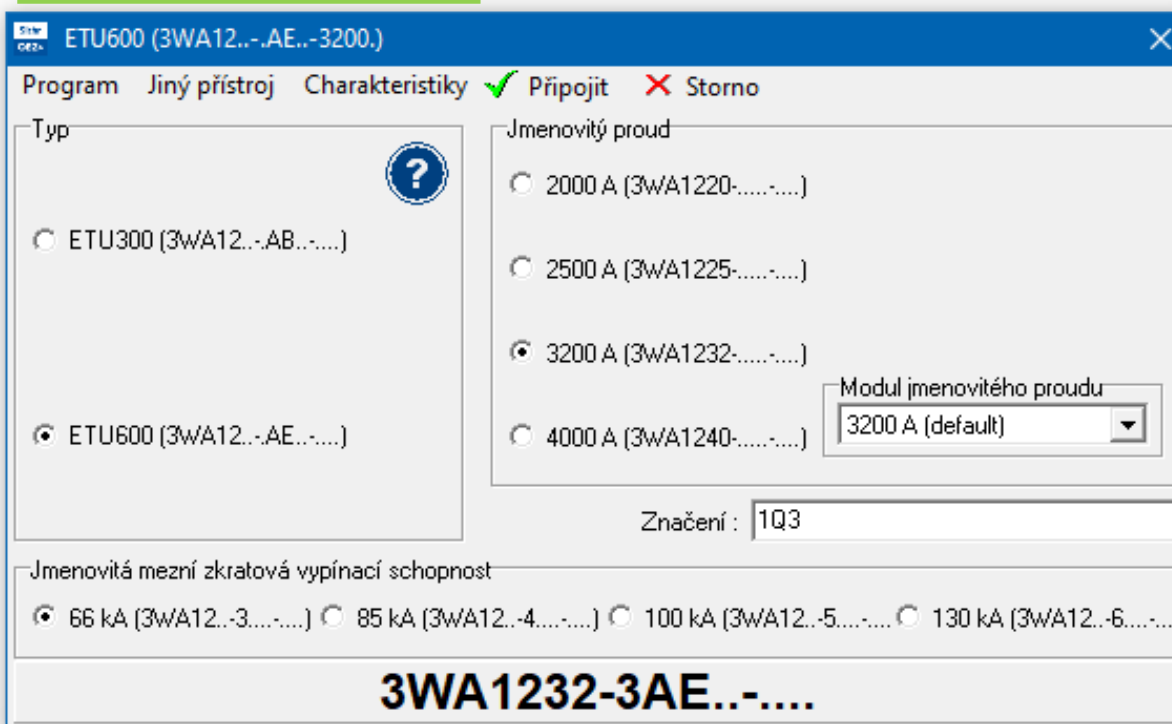 ETU600 (3WA12..-.AE..-3200.)
Program Jiný přístroj Charakteristiky Připojit Storno
Typ
ETU300 (3WA12..-.AB..-....)
ETU600 (3WA12..-.AE..-....)
Jmenovitý proud
2000 A (3WA1220-.....-....)
2500 A (3WA1225-.....-....)
3200 A (3WA1232-.....-....)
4000 A (3WA1240-.....-....)
Modul jmenovitého proudu
3200 A (default)
Značení : 1Q3
Jmenovitá mezní zkratová vypínací schopnost
66 kA (3WA12..-3....-....) 85 kA (3WA12..-4....-....) 100 kA (3WA12..-5....-.... 130 kA (3WA12..-6....-...
3WA1232-3AE..-....